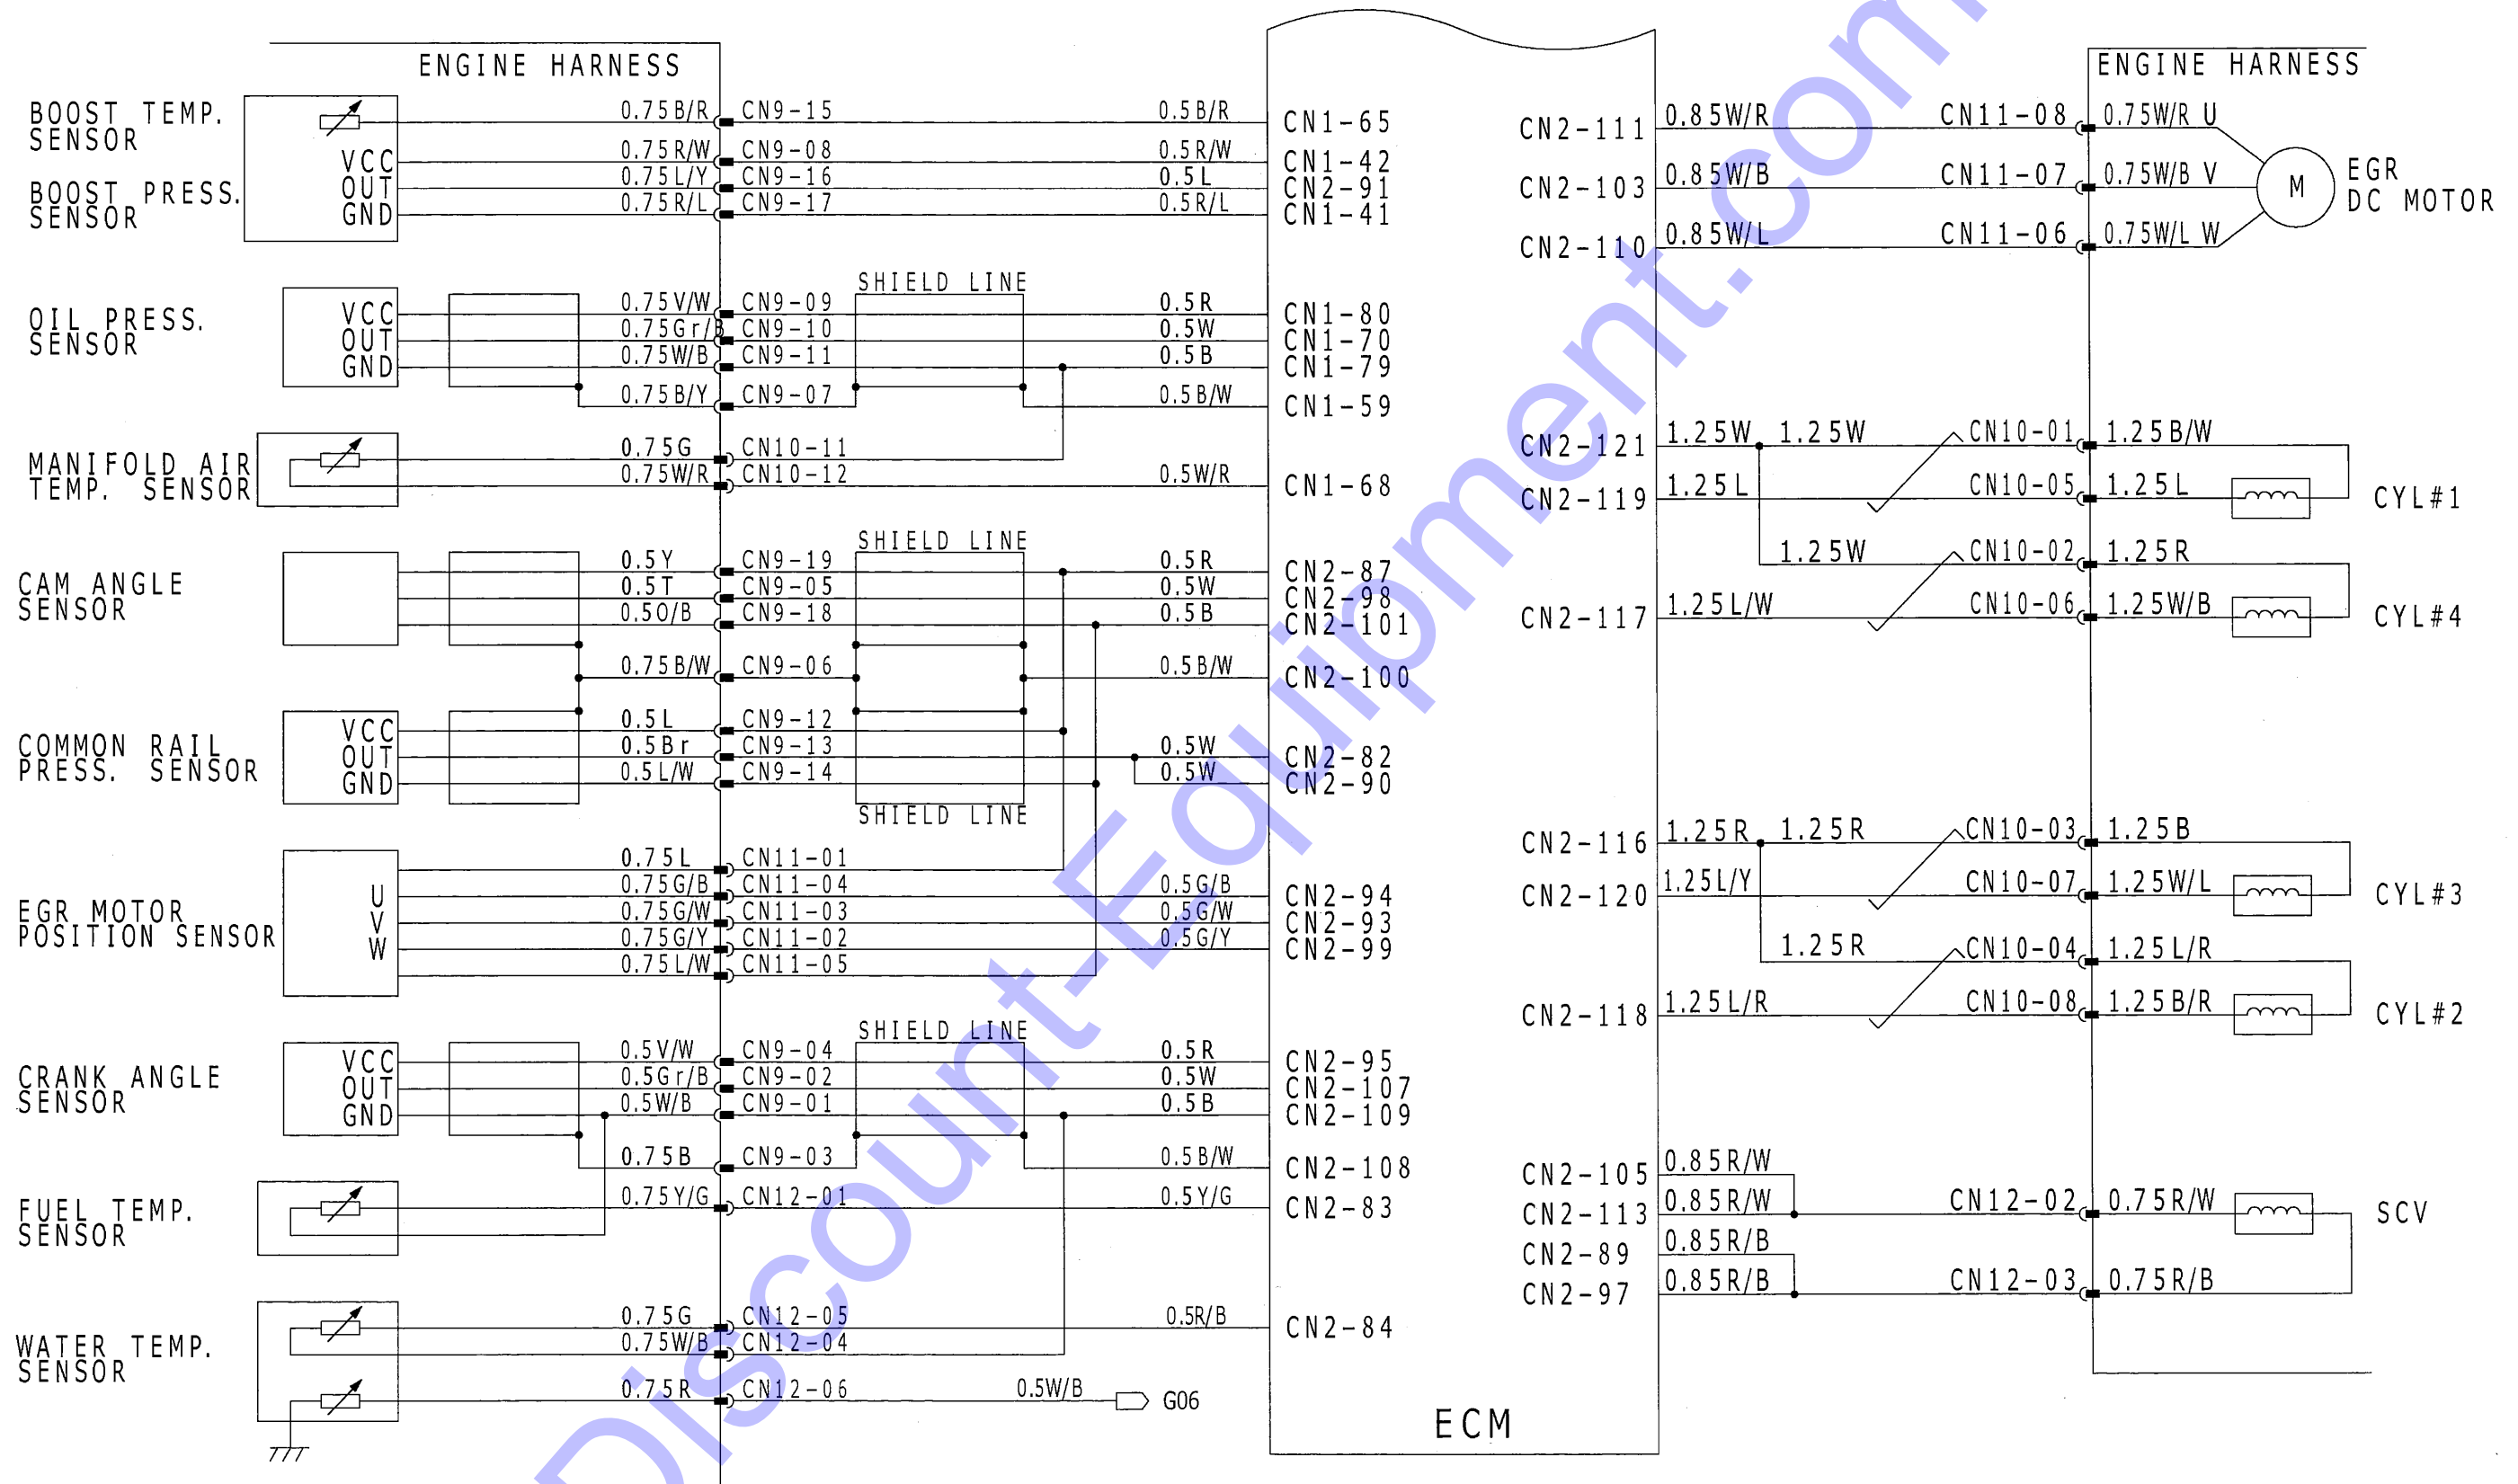 ENGINE HARNESS
BOOST TEMP.
SENSOR
BOOST PRESS.
SENSOR
VCC
OUT
GND
0.75B/R CN9-15 0.5B/R CN1-65
0.75R/W CN9-08 0.5R/W CN1-42
0.75L/Y CN9-16 0.5L CN2-91
0.75R/L CN9-17 0.5R/L CN1-41
SHIELD LINE
OIL PRESS.
SENSOR
VCC 0.75V/W CN9-09 0.5R CN1-80
OUT 0.75Gr/B CN9-10 0.5W CN1-70
GND 0.75W/B CN9-11 0.5B CN1-79
0.75B/Y CN9-07 0.5B/W CN1-59
MANIFOLD AIR
TEMP. SENSOR
0.75G CN10-11
0.75W/R CN10-12 0.5W/R CN1-68
SHIELD LINE
CAM ANGLE
SENSOR
0.5Y CN9-19 0.5R CN2-87
0.5T CN9-05 0.5W CN2-98
0.5O/B CN9-18 0.5B CN2-101
0.75B/W CN9-06 0.5B/W CN2-100
COMMON RAIL
PRESS. SENSOR
VCC 0.5L CN9-12
OUT 0.5Br CN9-13 0.5W CN2-82
GND 0.5L/W CN9-14 0.5W CN2-90
SHIELD LINE
EGR MOTOR
POSITION SENSOR
0.75L CN11-01
U 0.75G/B CN11-04 0.5G/B CN2-94
V 0.75G/W CN11-03 0.5G/W CN2-93
W 0.75G/Y CN11-02 0.5G/Y CN2-99
0.75L/W CN11-05
SHIELD LINE
CRANK ANGLE
SENSOR
VCC 0.5V/W CN9-04 0.5R CN2-95
OUT 0.5Gr/B CN9-02 0.5W CN2-107
GND 0.5W/B CN9-01 0.5B CN2-109
0.75B CN9-03 0.5B/W CN2-108
FUEL TEMP.
SENSOR
0.75Y/G CN12-01 0.5Y/G CN2-83
WATER TEMP.
SENSOR
0.75G CN12-05 0.5R/B CN2-84
0.75W/B CN12-04
0.75R CN12-06 0.5W/B G06
ECM
ENGINE HARNESS
CN2-111 0.85W/R CN11-08 0.75W/R U
CN2-103 0.85W/B CN11-07 0.75W/B V
CN2-110 0.85W/L CN11-06 0.75W/L W
M
EGR
DC MOTOR
CN2-121 1.25W 1.25W CN10-01 1.25B/W
CN2-119 1.25L CN10-05 1.25L CYL#1
1.25W CN10-02 1.25R
CN2-117 1.25L/W CN10-06 1.25W/B CYL#4
CN2-116 1.25R 1.25R CN10-03 1.25B
CN2-120 1.25L/Y CN10-07 1.25W/L CYL#3
1.25R CN10-04 1.25L/R
CN2-118 1.25L/R CN10-08 1.25B/R CYL#2
CN2-105 0.85R/W
CN2-113 0.85R/W CN12-02 0.75R/W SCV
CN2-89 0.85R/B
CN2-97 0.85R/B CN12-03 0.75R/B
Discount-Equipment.com